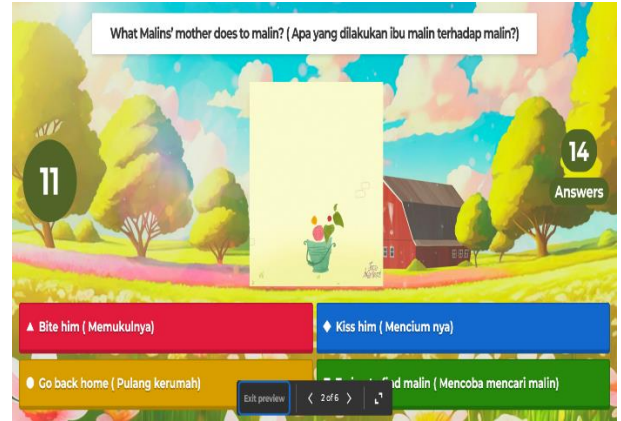 What Malins' mother does to malin? ( Apa yang dilakukan ibu malin terhadap malin?)
11
14
Answers
Bite him ( Memukulnya)
Kiss him ( Mencium nya)
Go back home ( Pulang kerumah)
malin ( Mencoba mencari malin)
Exit preview
2 of 6